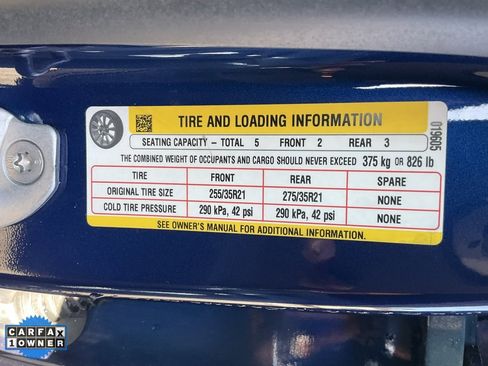 TIRE AND LOADING INFORMATION
SEATING CAPACITY – TOTAL 5 FRONT 2 REAR 3
THE COMBINED WEIGHT OF OCCUPANTS AND CARGO SHOULD NEVER EXCEED 375 kg OR 826 lb
TIRE FRONT REAR SPARE
ORIGINAL TIRE SIZE 255/35R21 275/35R21 NONE
COLD TIRE PRESSURE 290 kPa, 42 psi 290 kPa, 42 psi NONE
SEE OWNER'S MANUAL FOR ADDITIONAL INFORMATION.
019605
CARFAX
1 OWNER